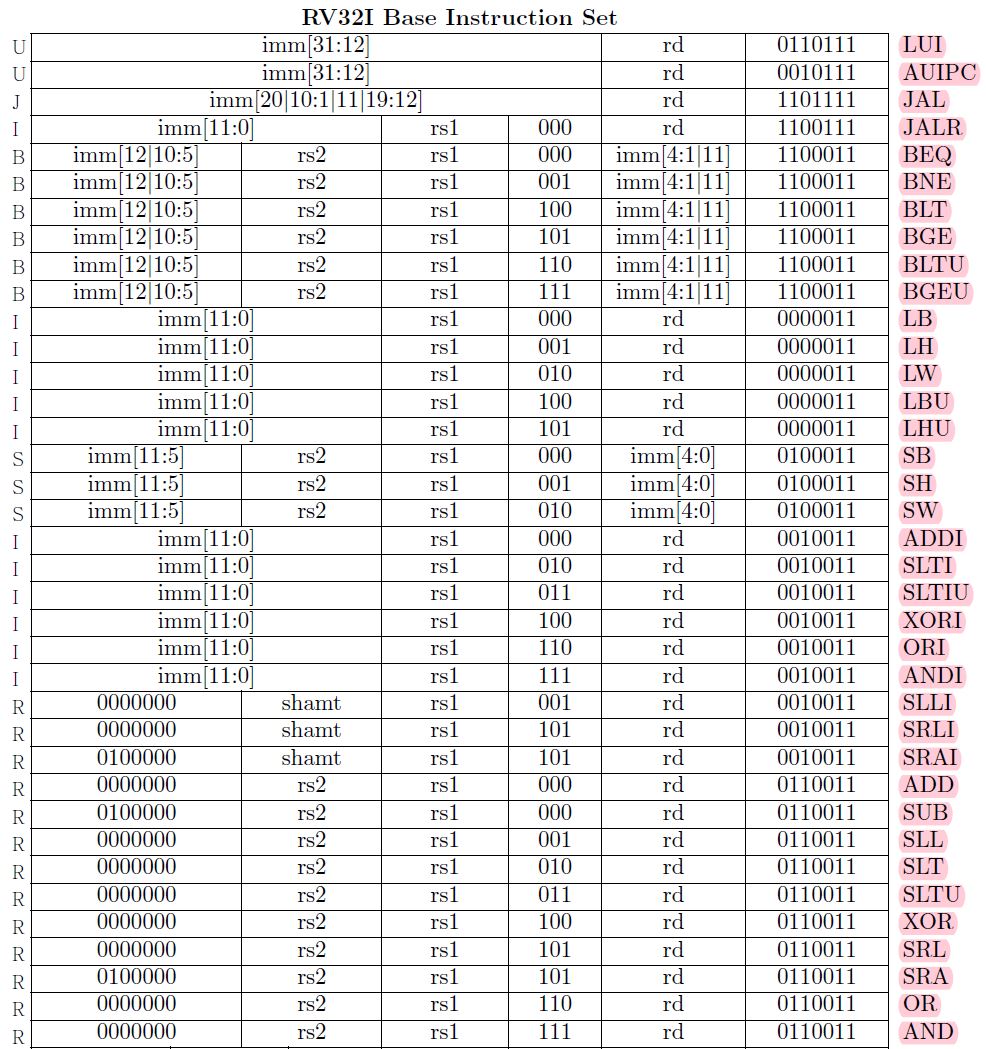 RV32I Base Instruction Set
U imm[31:12] rd 0110111 LUI
U imm[31:12] rd 0010111 AUIPC
J imm[20|10:1|11|19:12] rd 1101111 JAL
I imm[11:0] rs1 000 rd 1100111 JALR
B imm[12|10:5] rs2 rs1 000 imm[4:1|11] 1100011 BEQ
B imm[12|10:5] rs2 rs1 001 imm[4:1|11] 1100011 BNE
B imm[12|10:5] rs2 rs1 100 imm[4:1|11] 1100011 BLT
B imm[12|10:5] rs2 rs1 101 imm[4:1|11] 1100011 BGE
B imm[12|10:5] rs2 rs1 110 imm[4:1|11] 1100011 BLTU
B imm[12|10:5] rs2 rs1 111 imm[4:1|11] 1100011 BGEU
I imm[11:0] rs1 000 rd 0000011 LB
I imm[11:0] rs1 001 rd 0000011 LH
I imm[11:0] rs1 010 rd 0000011 LW
I imm[11:0] rs1 100 rd 0000011 LBU
I imm[11:0] rs1 101 rd 0000011 LHU
S imm[11:5] rs2 rs1 000 imm[4:0] 0100011 SB
S imm[11:5] rs2 rs1 001 imm[4:0] 0100011 SH
S imm[11:5] rs2 rs1 010 imm[4:0] 0100011 SW
I imm[11:0] rs1 000 rd 0010011 ADDI
I imm[11:0] rs1 010 rd 0010011 SLTI
I imm[11:0] rs1 011 rd 0010011 SLTIU
I imm[11:0] rs1 100 rd 0010011 XORI
I imm[11:0] rs1 110 rd 0010011 ORI
I imm[11:0] rs1 111 rd 0010011 ANDI
R 0000000 shamt rs1 001 rd 0010011 SLLI
R 0000000 shamt rs1 101 rd 0010011 SRLI
R 0100000 shamt rs1 101 rd 0010011 SRAI
R 0000000 rs2 rs1 000 rd 0110011 ADD
R 0100000 rs2 rs1 000 rd 0110011 SUB
R 0000000 rs2 rs1 001 rd 0110011 SLL
R 0000000 rs2 rs1 010 rd 0110011 SLT
R 0000000 rs2 rs1 011 rd 0110011 SLTU
R 0000000 rs2 rs1 100 rd 0110011 XOR
R 0000000 rs2 rs1 101 rd 0110011 SRL
R 0100000 rs2 rs1 101 rd 0110011 SRA
R 0000000 rs2 rs1 110 rd 0110011 OR
R 0000000 rs2 rs1 111 rd 0110011 AND